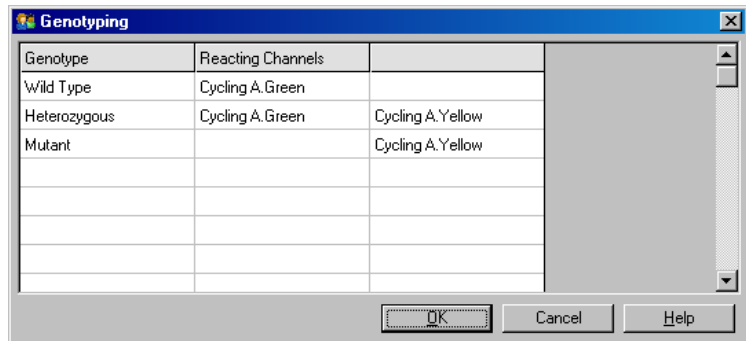 Genotyping
Genotype Reacting Channels
Wild Type Cycling A.Green
Heterozygous Cycling A.Green Cycling A.Yellow
Mutant Cycling A.Yellow
OK Cancel Help